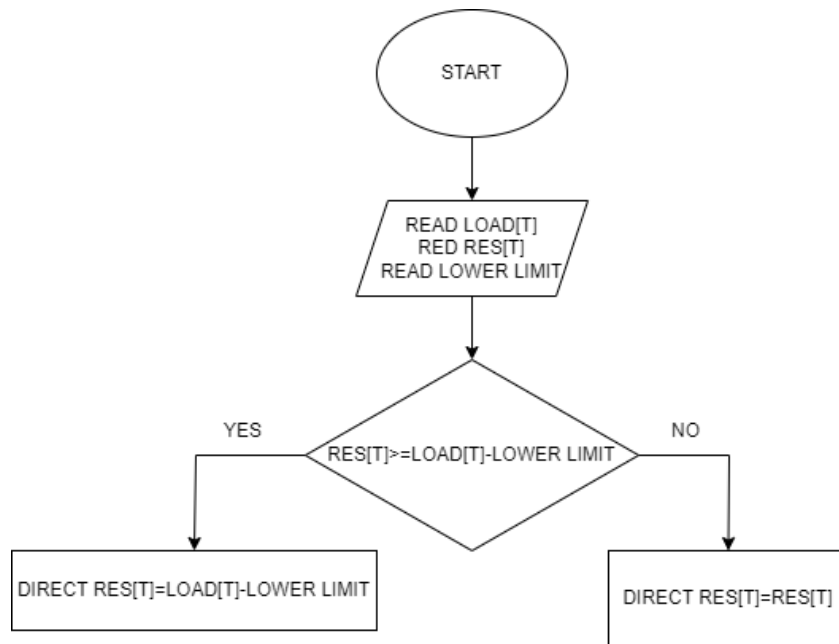 START
READ LOAD[T]
RED RES[T]
READ LOWER LIMIT
YES
NO
RES[T]>=LOAD[T]-LOWER LIMIT
DIRECT RES[T]=LOAD[T]-LOWER LIMIT
DIRECT RES[T]=RES[T]